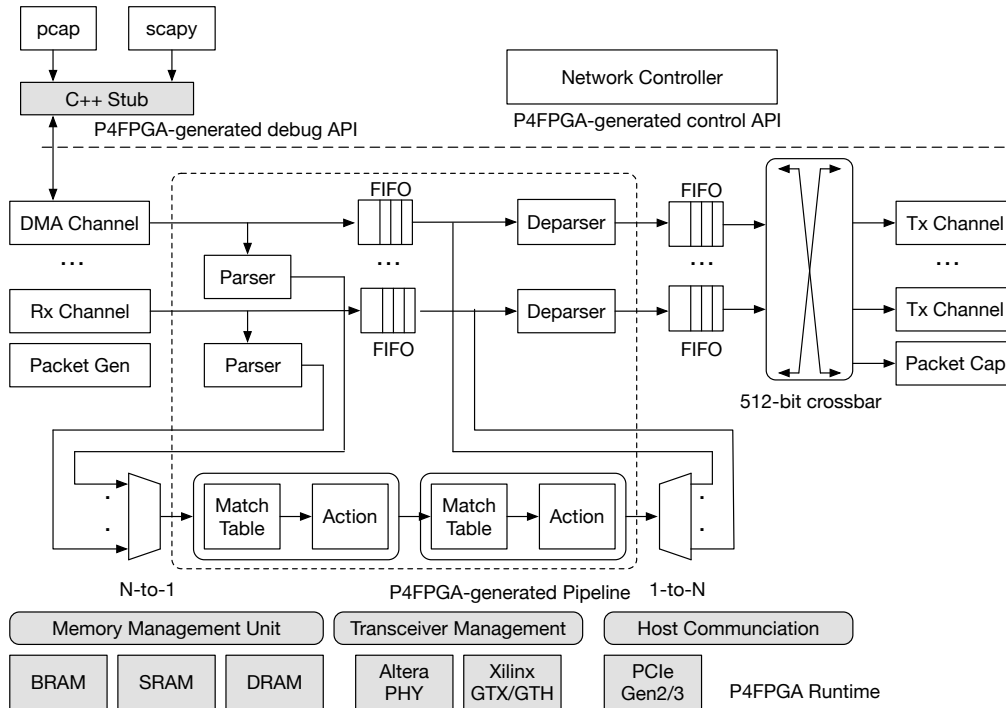 pcap
scapy
C++ Stub
Network Controller
P4FPGA-generated debug API
P4FPGA-generated control API
FIFO
FIFO
DMA Channel
Deparser
Tx Channel
...
Parser
...
...
...
Rx Channel
Deparser
Tx Channel
FIFO
FIFO
Packet Gen
Parser
Packet Cap
512-bit crossbar
Match
Table
Action
Match
Table
Action
N-to-1
P4FPGA-generated Pipeline
1-to-N
Memory Management Unit
Transceiver Management
Host Communciation
BRAM
SRAM
DRAM
Altera
PHY
Xilinx
GTX/GTH
PCIe
Gen2/3
P4FPGA Runtime